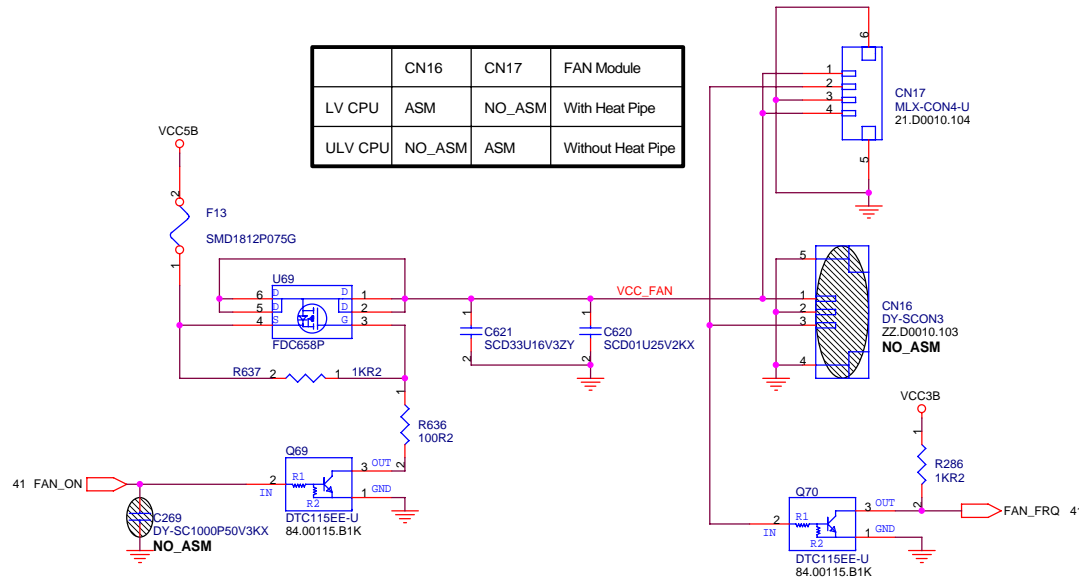 CN16 CN17 FAN Module
LV CPU ASM NO_ASM With Heat Pipe
ULV CPU NO_ASM ASM Without Heat Pipe
6
1
2
3
4
5
CN17
MLX-CON4-U
21.D0010.104
VCC5B
2
F13
SMD1812P075G
1
U69
6 D D 1
5 D D 2
4 S G 3
FDC658P
R637 2 1 1KR2
1
R636
100R2
2
VCC_FAN
1
C621
SCD33U16V3ZY
2
1
C620
SCD01U25V2KX
2
5
1
2
3
4
CN16
DY-SCON3
ZZ.D0010.103
NO_ASM
41 FAN_ON
C269
DY-SC1000P50V3KX
NO_ASM
Q69
2 IN R1 R2 3 OUT
1 GND
DTC115EE-U
84.00115.B1K
VCC3B
1
R286
1KR2
2
Q70
2 IN R1 R2 3 OUT
1 GND
DTC115EE-U
84.00115.B1K
FAN_FRQ 41